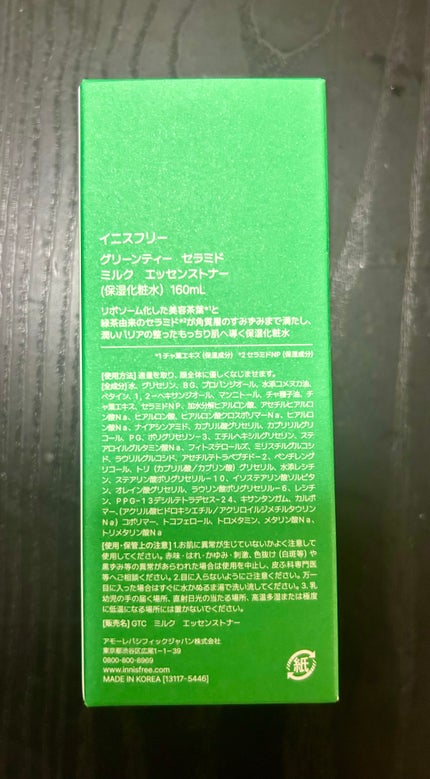 イニスフリー
グリーンティー セラミド
ミルク エッセンストナー
(保湿化粧水) 160mL
リポソーム化した美容茶葉*1と
緑茶由来のセラミド*2が角質層のすみずみまで満たし、
潤いバリアの整ったもっちり肌へ導く保湿化粧水
*1 チャ葉エキス (保湿成分) *2 セラミドNP (保湿成分)
[使用方法] 適量を取り、顔全体に優しくなじませます。
[全成分] 水、グリセリン、BG、プロパンジオール、水添コメヌカ油、
ベタイン、1,2-ヘキサンジオール、マンニトール、チャ種子油、チ
ャ葉エキス、セラミドNP、加水分解ヒアルロン酸、アセチルヒアルロ
ン酸Na、ヒアルロン酸、ヒアルロン酸クロスポリマーNa、ヒアルロ
ン酸Na、ナイアシンアミド、カプリル酸グリセリル、カプリリルグリ
コール、PG、ポリグリセリン-3、エチルヘキシルグリセリン、ステ
アロイルグルタミン酸Na、フィトステロールズ、ミリスチルグルコシ
ド、ラウリルグルコシド、アセチルテトラペプチド-2、ペンチレング
リコール、トリ (カプリル酸/カプリン酸) グリセリル、水添レシチ
ン、ステアリン酸ポリグリセリル-10、イソステアリン酸ソルビタ
ン、オレイン酸グリセリル、ラウリン酸ポリグリセリル-6、レシチ
ン、PPG-13デシルテトラデセス-24、キサンタンガム、カルボ
マー、(アクリル酸ヒドロキシエチル/アクリロイルジメチルタウリン
Na) コポリマー、トコフェロール、トロメタミン、メタリン酸Na、
トリメタリン酸Na
[使用・保管上の注意] 1.お肌に異常が生じていないかよく注意して
使用してください。赤味・はれ・かゆみ・刺激、色抜け (白斑等) や
黒ずみ等の異常があらわれた場合は使用を中止し、皮ふ科専門医
等へご相談ください。2.目に入らないようにご注意ください。万一
目に入った場合はすぐに水かぬるま湯で洗い流してください。3.乳
幼児の手の届く場所、直射日光の当たる場所、高温多湿または極度
に低温になる場所には置かないでください。
[販売名] GTC ミルク エッセンストナー
アモーレパシフィックジャパン株式会社
東京都渋谷区広尾1-1-39
0800-800-8969
www.innisfree.com
MADE IN KOREA [13117-5446]
紙